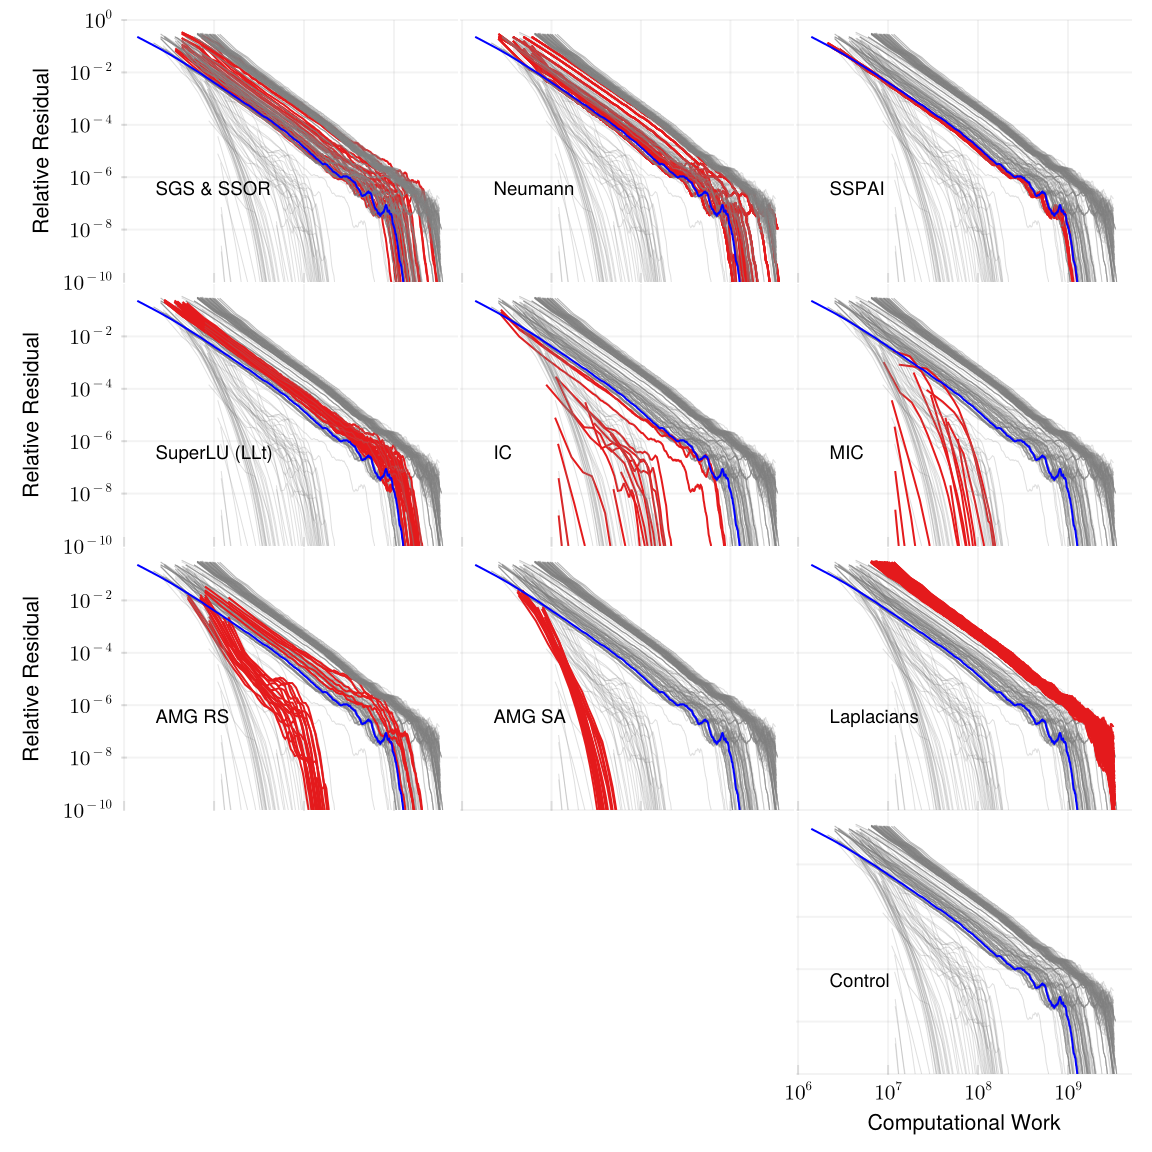 10^0
10^-2
10^-4
10^-6
10^-8
10^-10
Relative Residual
SGS & SSOR
Neumann
SSPAI
10^-2
10^-4
10^-6
10^-8
10^-10
Relative Residual
SuperLU (LLt)
IC
MIC
10^-2
10^-4
10^-6
10^-8
10^-10
Relative Residual
AMG RS
AMG SA
Laplacians
Control
10^6 10^7 10^8 10^9
Computational Work